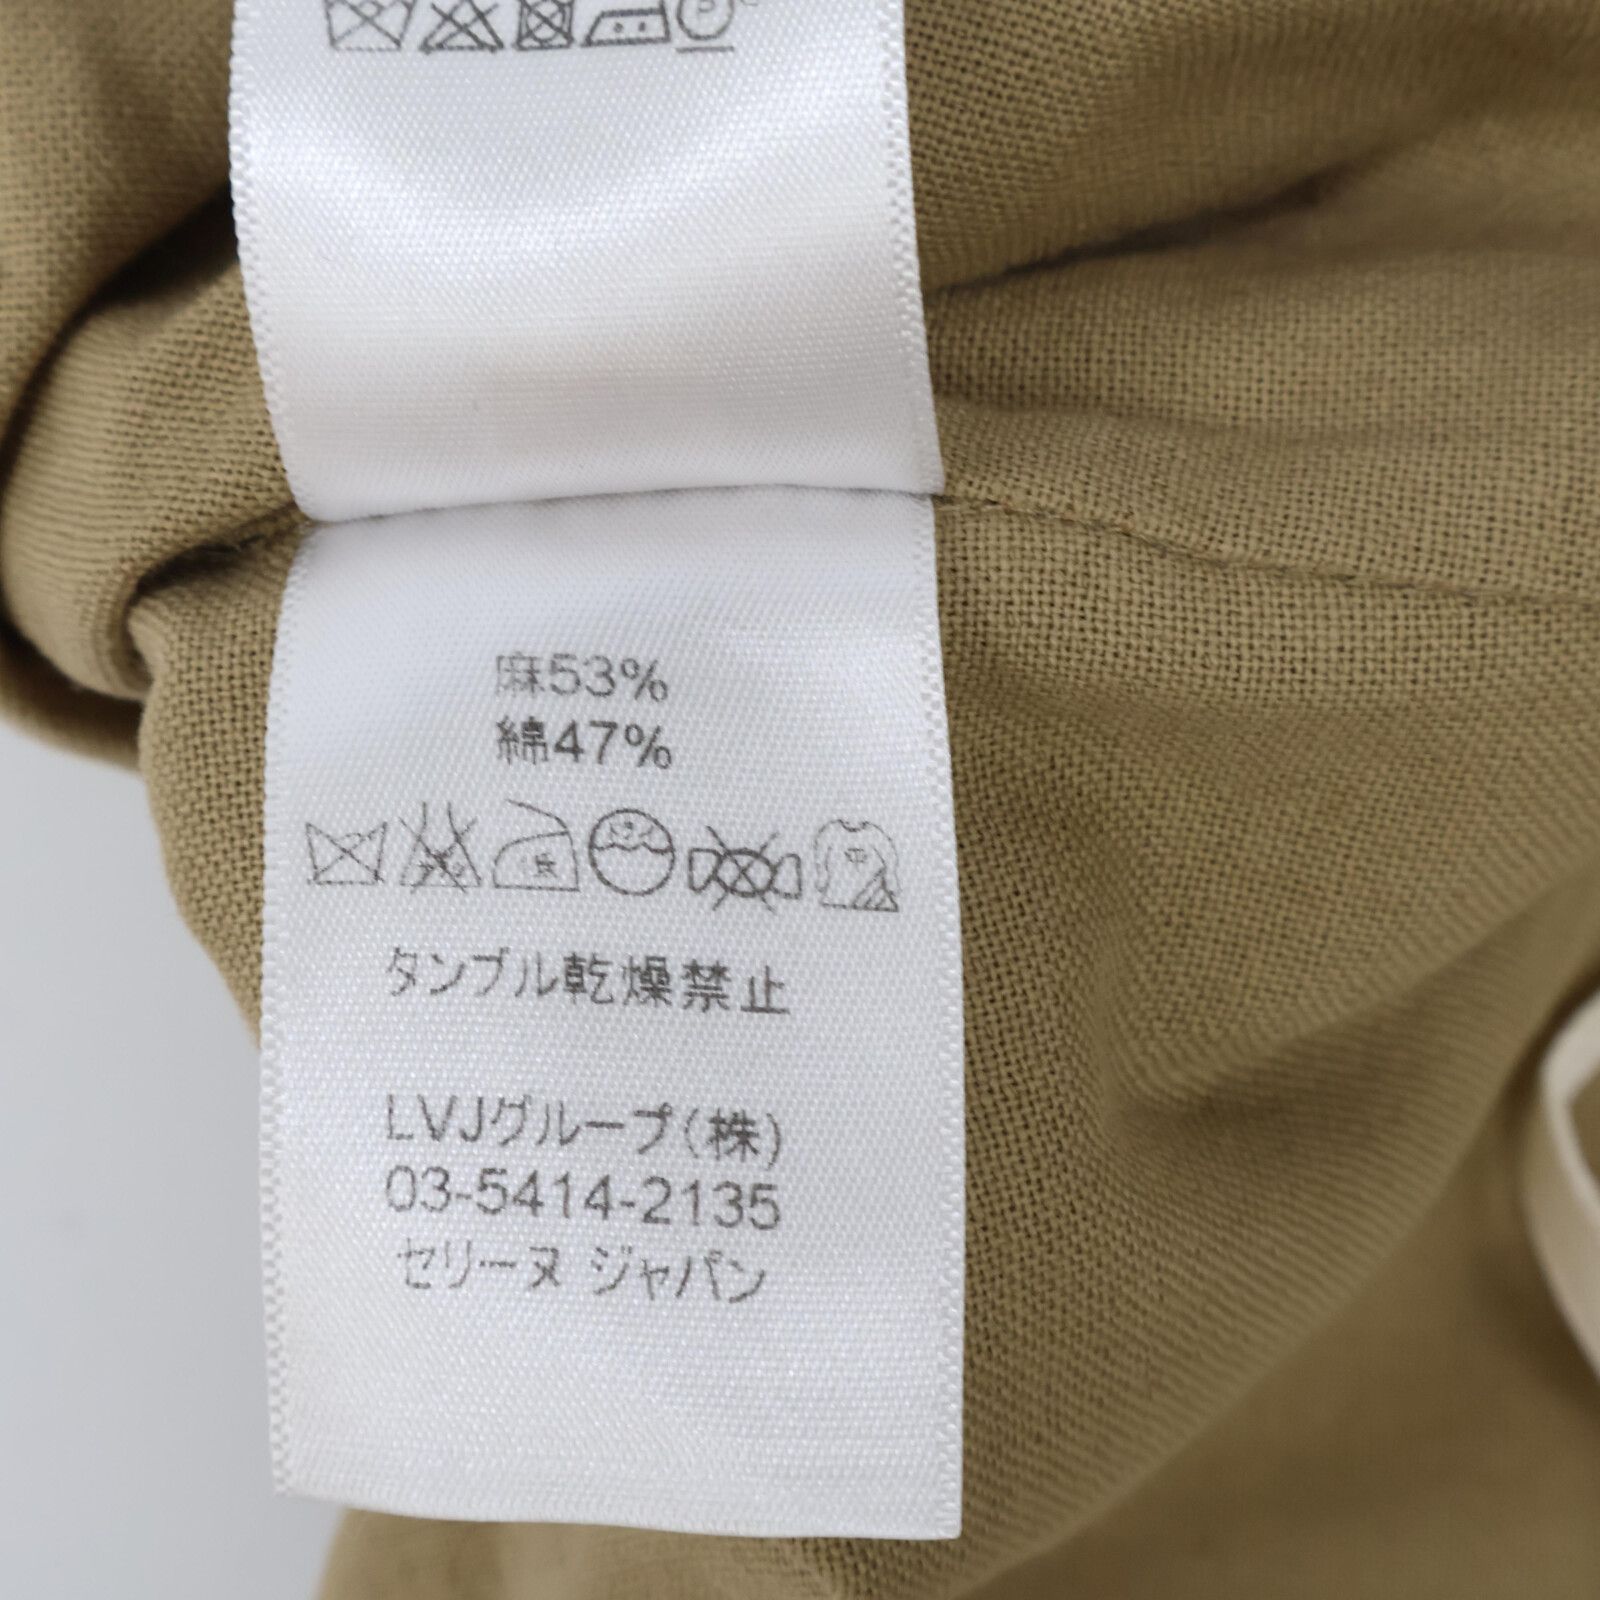 P
麻53%
綿47%
中
タンブル乾燥禁止
LVJグループ(株)
03-5414-2135
セリーヌ ジャパン